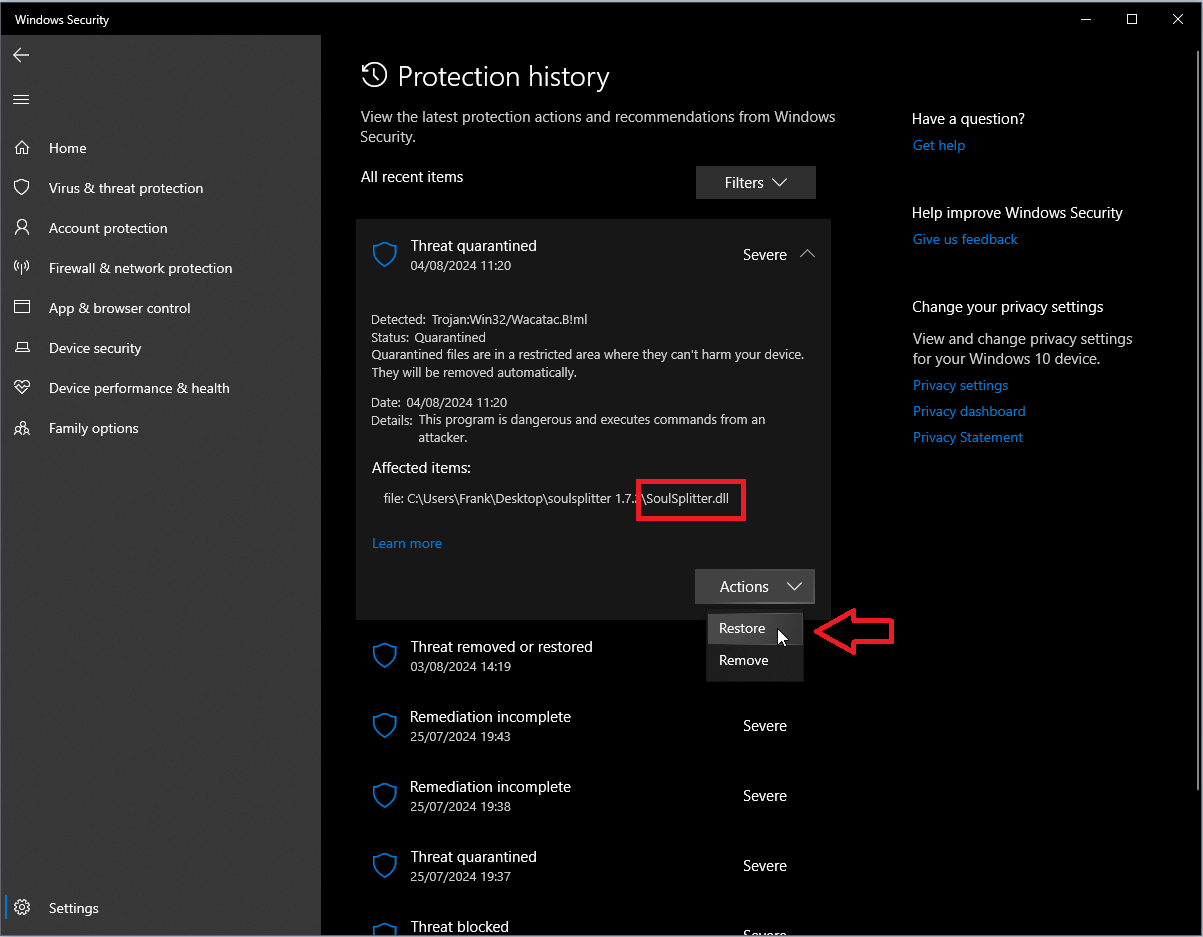 Windows Security
Home
Virus & threat protection
Account protection
Firewall & network protection
App & browser control
Device security
Device performance & health
Family options
Settings
Protection history
View the latest protection actions and recommendations from Windows
Security.
All recent items
Filters
Threat quarantined
04/08/2024 11:20
Severe
Detected: Trojan:Win32/Wacatac.B!ml
Status: Quarantined
Quarantined files are in a restricted area where they can't harm your device.
They will be removed automatically.
Date: 04/08/2024 11:20
Details: This program is dangerous and executes commands from an
attacker.
Affected items:
file: C:\Users\Frank\Desktop\soulsplitter 1.7.\SoulSplitter.dll
Learn more
Actions
Restore
Remove
Threat removed or restored
03/08/2024 14:19
Remediation incomplete
25/07/2024 19:43
Severe
Remediation incomplete
25/07/2024 19:38
Severe
Threat quarantined
25/07/2024 19:37
Severe
Threat blocked
Severe
Have a question?
Get help
Help improve Windows Security
Give us feedback
Change your privacy settings
View and change privacy settings
for your Windows 10 device.
Privacy settings
Privacy dashboard
Privacy Statement